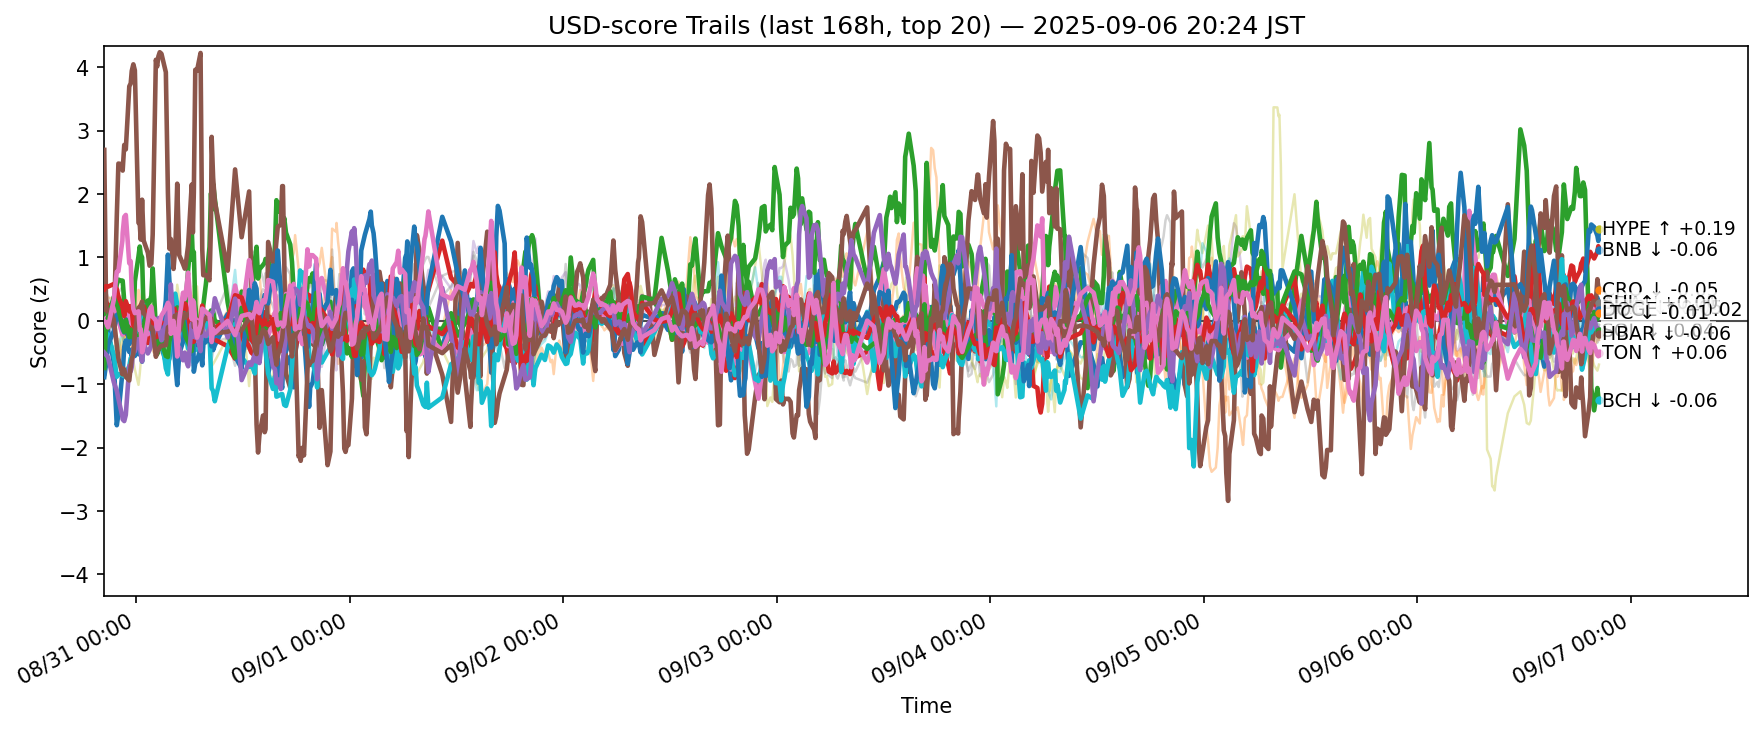 USD-score Trails (last 168h, top 20) — 2025-09-06 20:24 JST
Score (z)
4
3
2
1
0
−1
−2
−3
−4
HYPE ↑ +0.19
BNB ↓ -0.06
CRO ↓ -0.05
LTC ↓ -0.01
HBAR ↓ -0.06
TON ↑ +0.06
BCH ↓ -0.06
08/31 00:00
09/01 00:00
09/02 00:00
09/03 00:00
09/04 00:00
09/05 00:00
09/06 00:00
09/07 00:00
Time